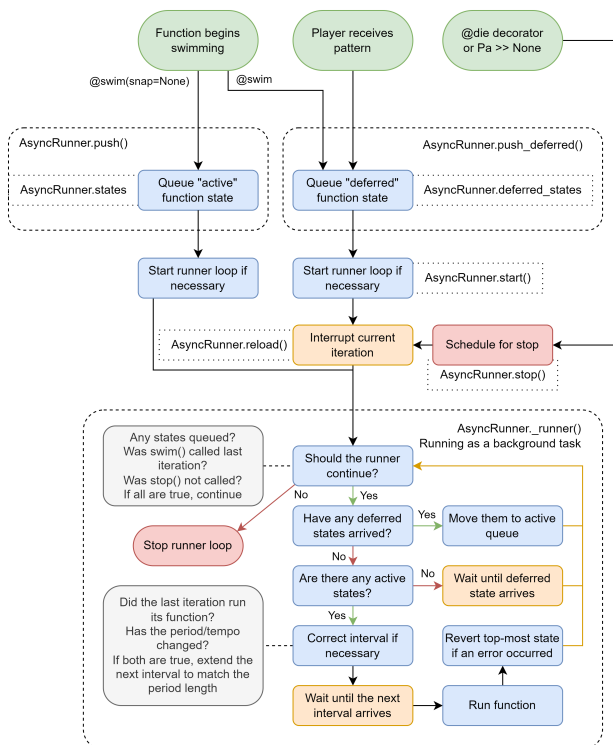 Function begins
swimming
Player receives
pattern
@die decorator
or Pa >> None
@swim(snap=None)
@swim
AsyncRunner.push()
AsyncRunner.push_deferred()
AsyncRunner.states
Queue "active"
function state
Queue "deferred"
function state
AsyncRunner.deferred_states
Start runner loop if
necessary
Start runner loop if
necessary
AsyncRunner.start()
AsyncRunner.reload()
Interrupt current
iteration
Schedule for stop
AsyncRunner.stop()
AsyncRunner._runner()
Running as a background task
Any states queued?
Was swim() called last
iteration?
Was stop() not called?
If all are true, continue
Should the runner
continue?
No
Yes
Stop runner loop
Have any deferred
states arrived?
Yes
Move them to active
queue
No
Are there any active
states?
No
Wait until deferred
state arrives
Yes
Did the last iteration run
its function?
Has the period/tempo
changed?
If both are true, extend the
next interval to match the
period length
Correct interval if
necessary
Revert top-most state
if an error occurred
Wait until the next
interval arrives
Run function